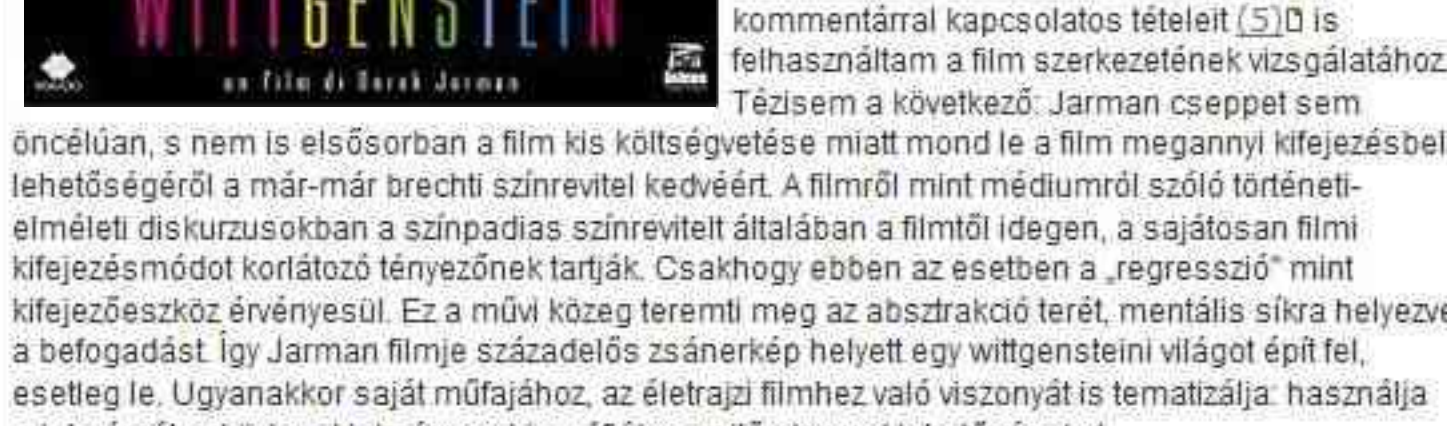 WITTGENSTEIN
un film di Derek Jarman
kommentárral kapcsolatos tételeit (5) is
felhasználtam a film szerkezetének vizsgálatához.
Tézisem a következő: Jarman cseppet sem
öncélúan, s nem is elsősorban a film kis költségvetése miatt mond le a film megannyi kifejezésbel
lehetőségéről a már-már brechti színrevitel kedvéért. A filmről mint médiumról szóló történeti-
elméleti diskurzusokban a színpadias színrevitelt általában a filmtől idegen, a sajátosan filmi
kifejezésmódot korlátozó tényezőnek tartják. Csakhogy ebben az esetben a „regresszió" mint
kifejezőeszköz érvényesül. Ez a művi közeg teremti meg az absztrakció terét, mentális síkra helyezve
a befogadást. Így Jarman filmje századelős zsánerkép helyett egy wittgensteini világot épít fel,
esetleg le. Ugyanakkor saját műfajához, az életrajzi filmhez való viszonyát is tematizálja: használja